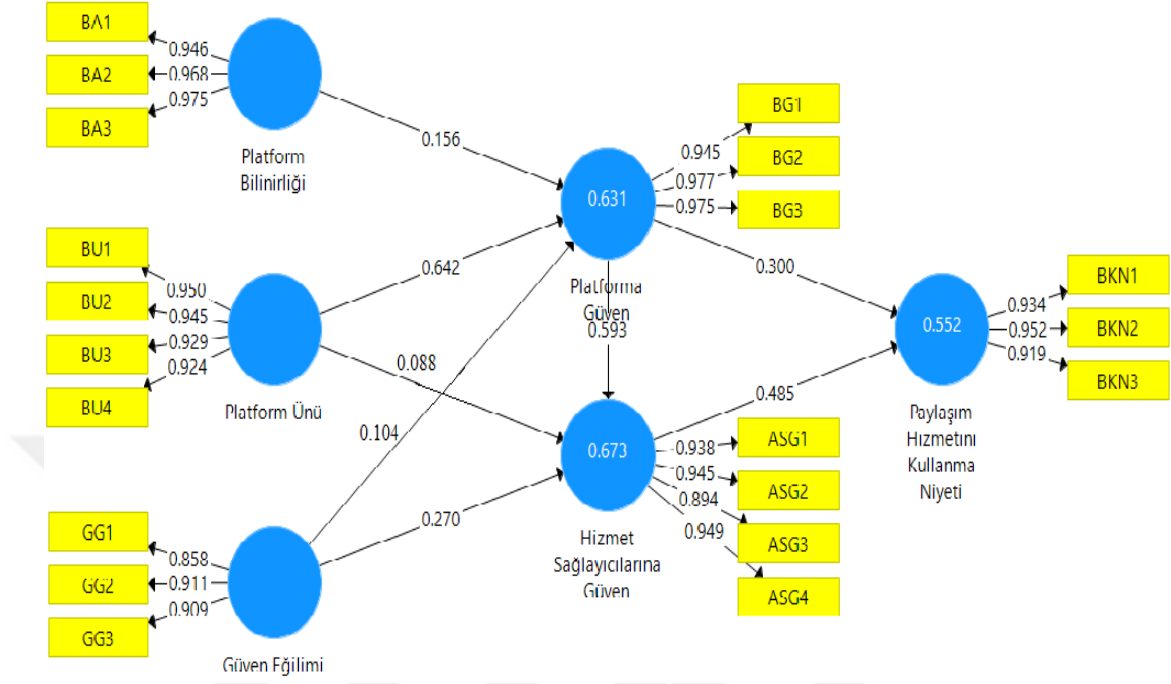 BA1
0.946
BA2
0.968
BA3
0.975
Platform
Bilinirliği
0.156
BG1
0.945
BG2
0.977
BG3
0.975
0.631
Platforma
Güven
0.593
BU1
0.950
BU2
0.945
BU3
0.929
BU4
0.924
Platform Ünü
0.642
0.088
0.104
0.300
BKN1
0.934
BKN2
0.952
BKN3
0.919
0.552
Paylaşım
Hızmetını
Kullanma
Niyeti
0.485
ASG1
0.938
ASG2
0.945
ASG3
0.894
ASG4
0.949
0.673
Hizmet
Sağlayıcılarına
Güven
0.270
GG1
0.858
GG2
0.911
GG3
0.909
Güven Eğilimi